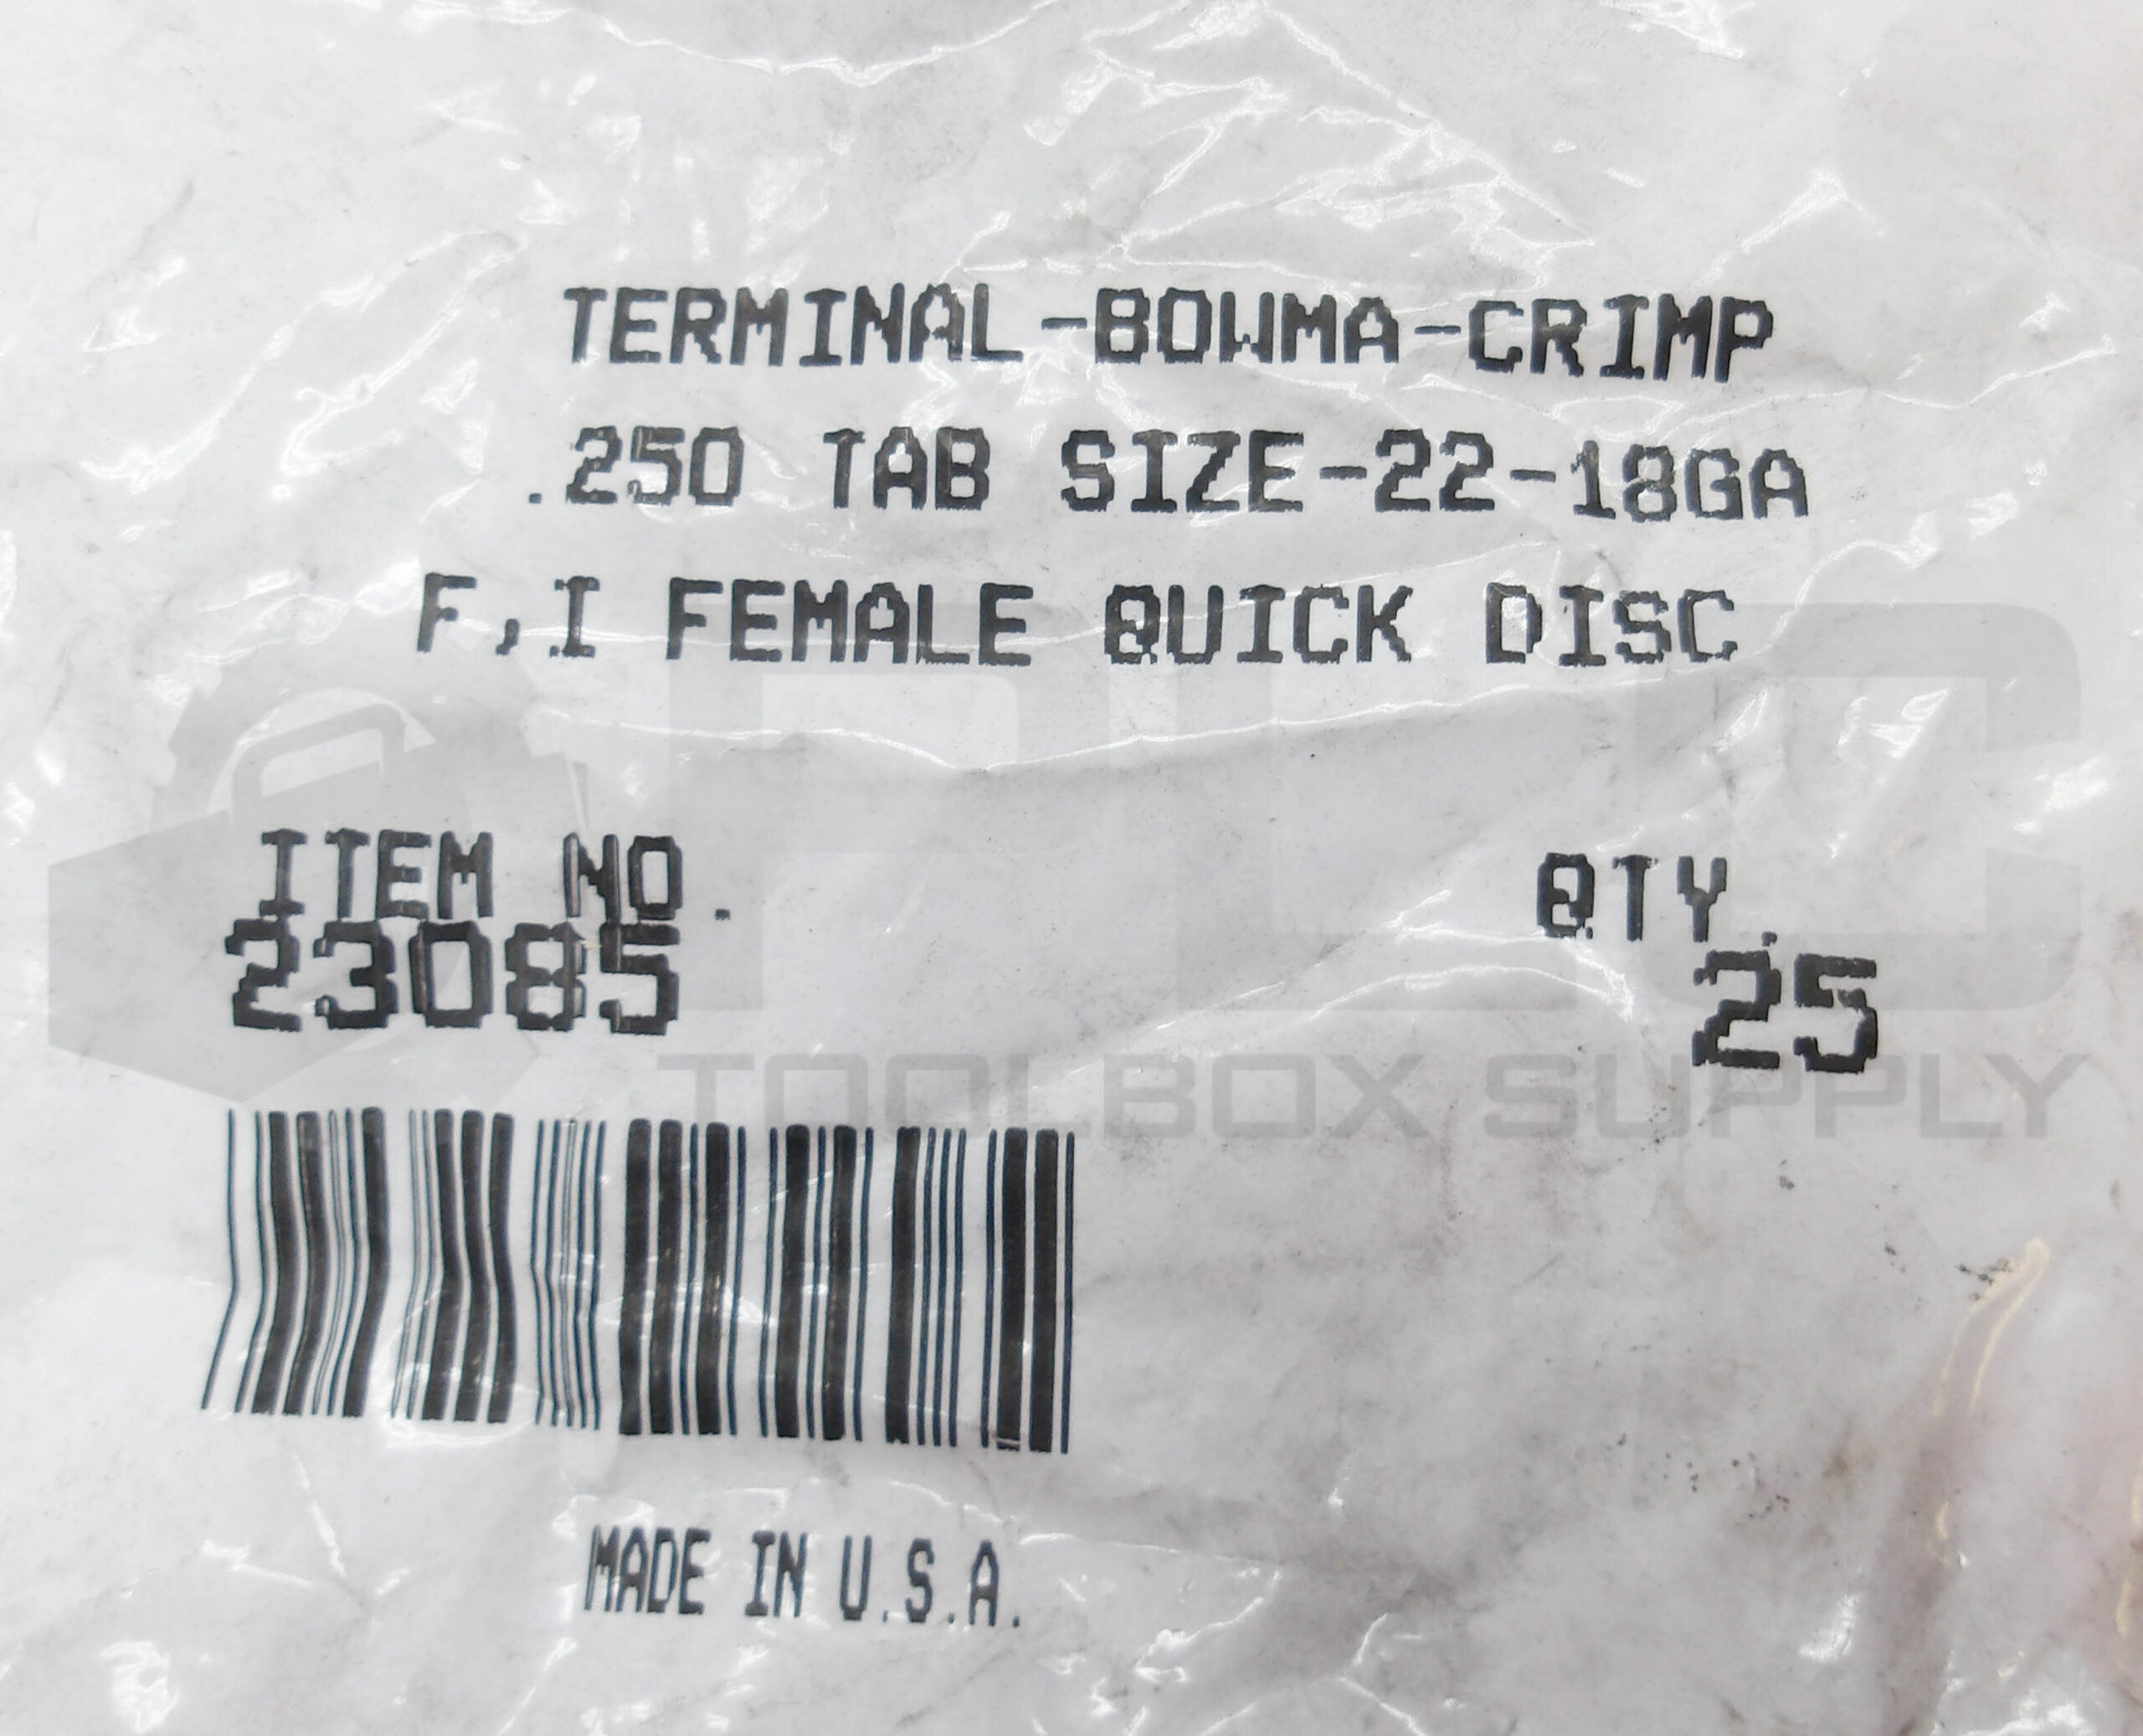 TERMINAL-BOWMA-CRIMP
.250 TAB SIZE-22-18GA
F,I FEMALE QUICK DISC
ITEM NO. QTY.
23085 25
PLC
TOOLBOX SUPPLY
MADE IN U.S.A.